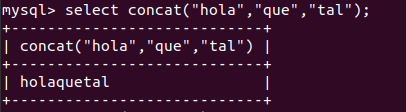 mysql> select concat("hola","que","tal");
+---------------------------+
| concat("hola","que","tal") |
+---------------------------+
| holaquetal                 |
+---------------------------+